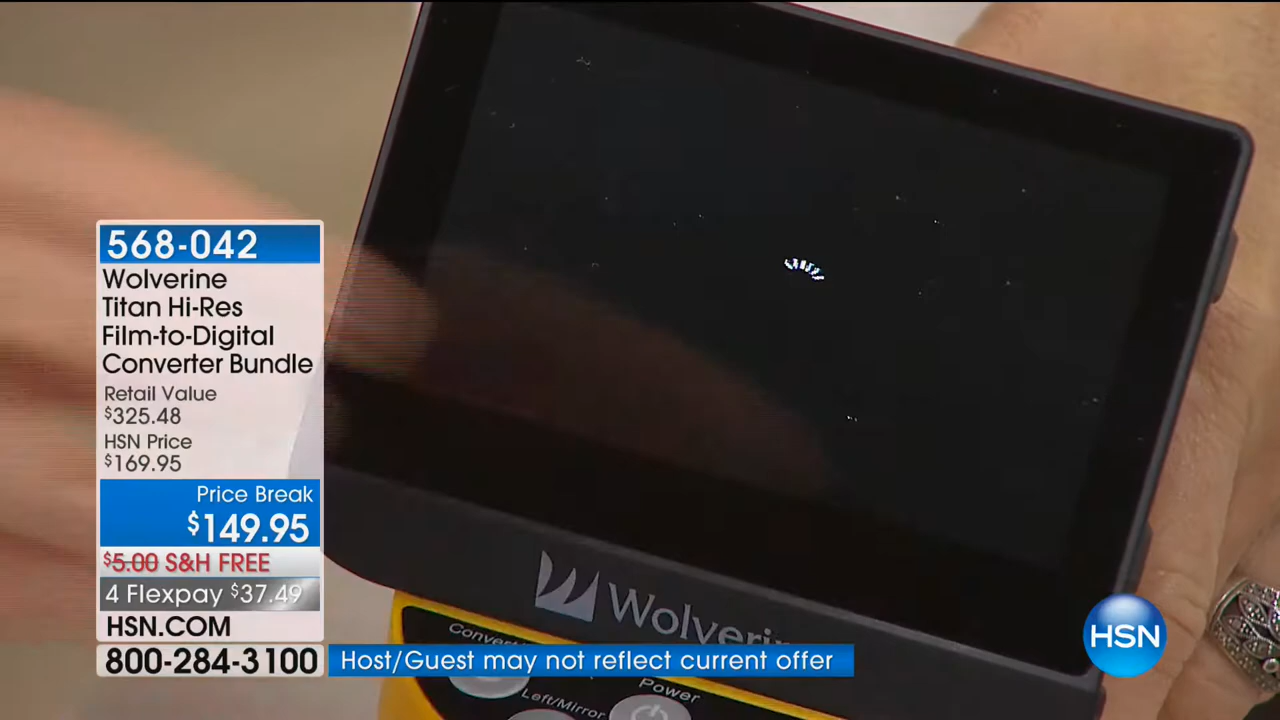 568-042
Wolverine
Titan Hi-Res
Film-to-Digital
Converter Bundle
Retail Value
$325.48
HSN Price
$169.95
Price Break
$149.95
$5.00 S&H FREE
4 Flexpay $37.49
HSN.COM
800-284-3100
Host/Guest may not reflect current offer
HSN
Wolverin
Convert
Left/Mirror
Power